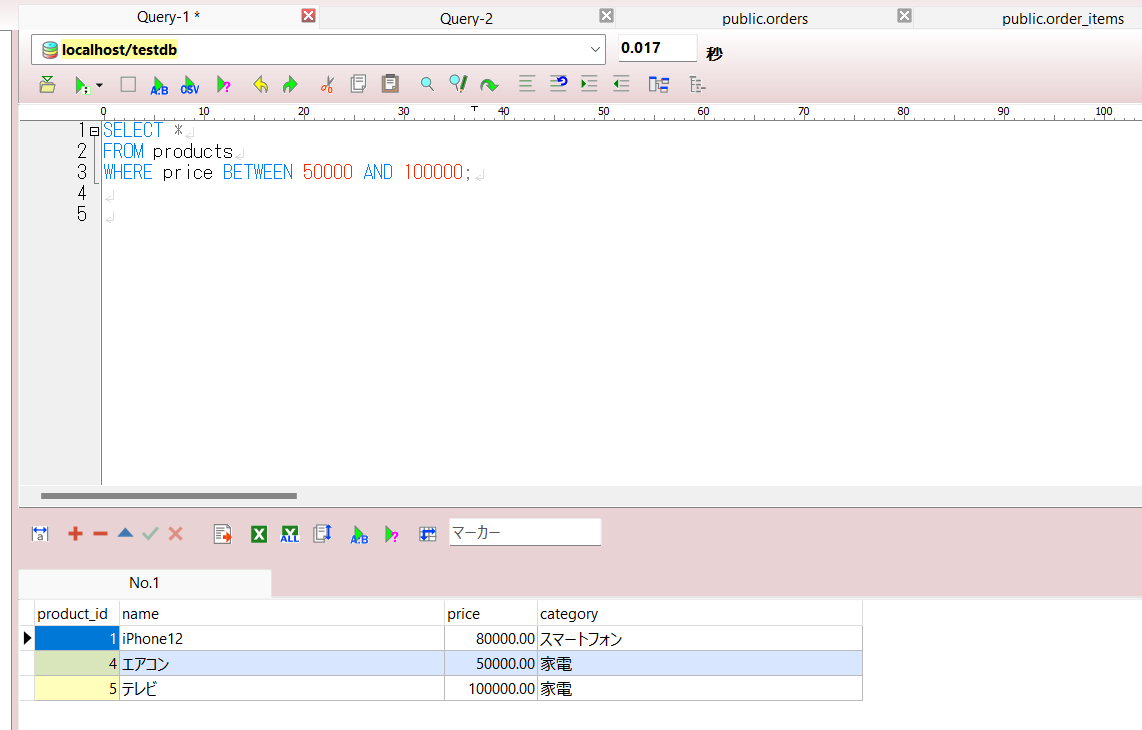 Query-1 * Query-2 public.orders public.order_items
localhost/testdb 0.017 秒
A:B CSV ?
0 10 20 30 40 50 60 70 80 90 100
1 SELECT *
2 FROM products
3 WHERE price BETWEEN 50000 AND 100000;
4
5
a X ALL A:B ? マーカー
No.1
product_id name price category
1 iPhone12 80000.00 スマートフォン
4 エアコン 50000.00 家電
5 テレビ 100000.00 家電